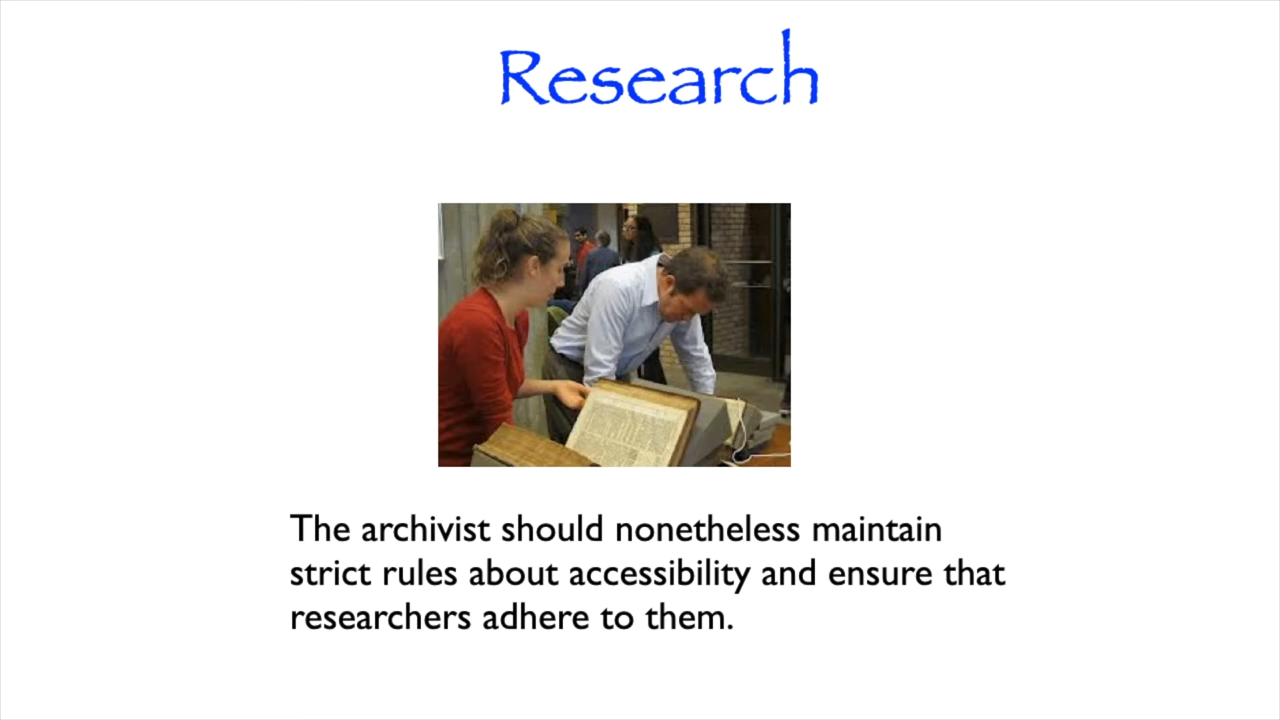 Research
The archivist should nonetheless maintain
strict rules about accessibility and ensure that
researchers adhere to them.